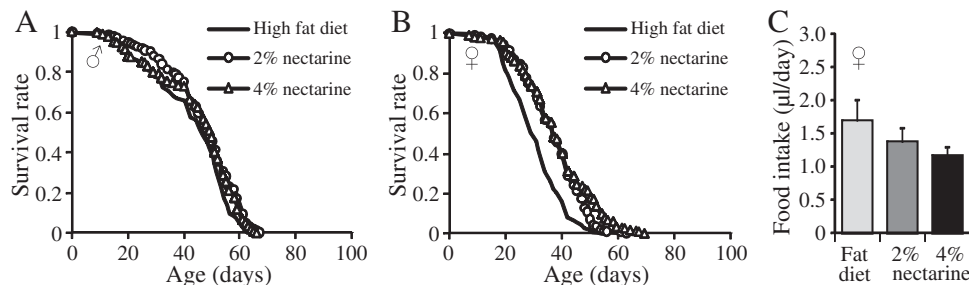 A
♂
High fat diet
2% nectarine
4% nectarine
Survival rate
1
0.8
0.6
0.4
0.2
0
0 20 40 60 80 100
Age (days)
B
♀
High fat diet
2% nectarine
4% nectarine
Survival rate
1
0.8
0.6
0.4
0.2
0
0 20 40 60 80 100
Age (days)
C
♀
Food intake (μl/day)
3.0
2.5
2.0
1.5
1.0
0.5
0
Fat 2% 4%
diet nectarine